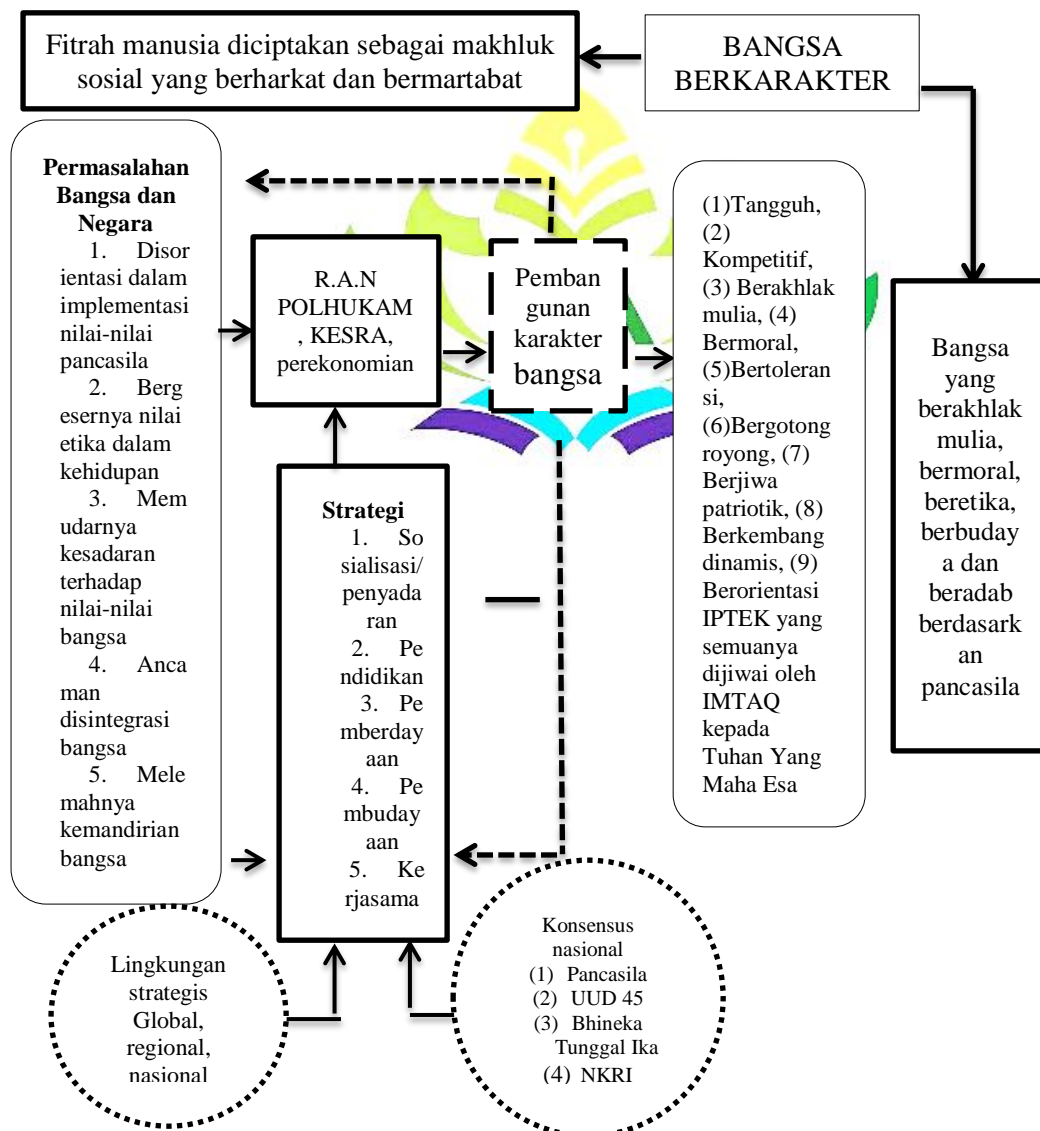 Fitrah manusia diciptakan sebagai makhluk
sosial yang berharkat dan bermartabat
BANGSA
BERKARAKTER
Permasalahan
Bangsa dan
Negara
1. Disor
ientasi dalam
implementasi
nilai-nilai
pancasila
2. Berg
esernya nilai
etika dalam
kehidupan
3. Mem
udarnya
kesadaran
terhadap
nilai-nilai
bangsa
4. Anca
man
disintegrasi
bangsa
5. Mele
mahnya
kemandirian
bangsa
R.A.N
POLHUKAM
, KESRA,
perekonomian
Pemban
gunan
karakter
bangsa
(1)Tangguh,
(2)
Kompetitif,
(3) Berakhlak
mulia, (4)
Bermoral,
(5)Bertoleran
si,
(6)Bergotong
royong, (7)
Berjiwa
patriotik, (8)
Berkembang
dinamis, (9)
Berorientasi
IPTEK yang
semuanya
dijiwai oleh
IMTAQ
kepada
Tuhan Yang
Maha Esa
Bangsa
yang
berakhlak
mulia,
bermoral,
beretika,
berbuday
a dan
beradab
berdasark
an
pancasila
Strategi
1. So
sialisasi/
penyada
ran
2. Pe
ndidikan
3. Pe
mberday
aan
4. Pe
mbuday
aan
5. Ke
rjasama
Lingkungan
strategis
Global,
regional,
nasional
Konsensus
nasional
(1) Pancasila
(2) UUD 45
(3) Bhineka
Tunggal Ika
(4) NKRI